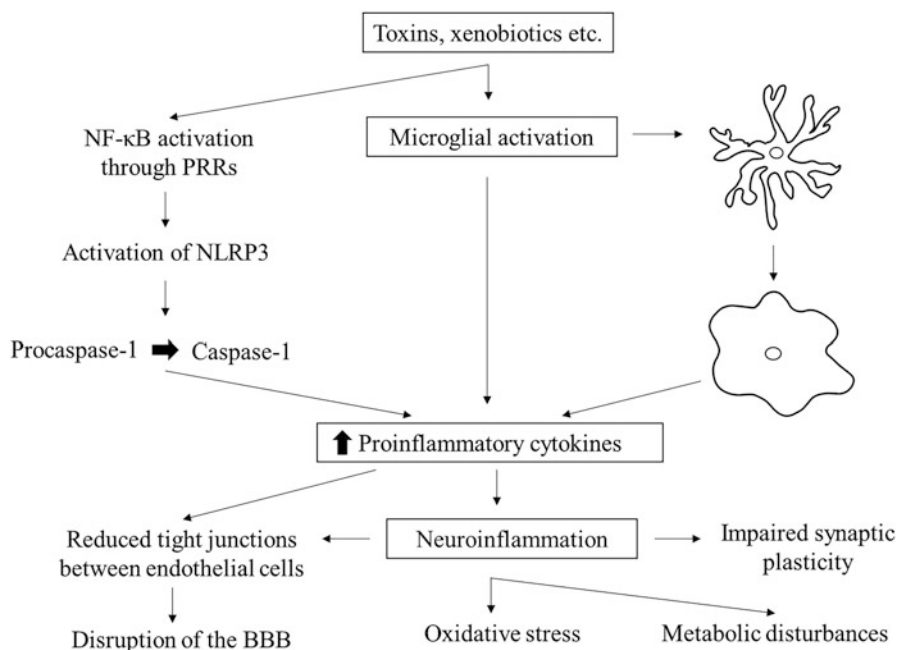 Toxins, xenobiotics etc.
NF-κB activation
through PRRs
Microglial activation
Activation of NLRP3
Procaspase-1
Caspase-1
Proinflammatory cytokines
Reduced tight junctions
between endothelial cells
Neuroinflammation
Impaired synaptic
plasticity
Disruption of the BBB
Oxidative stress
Metabolic disturbances